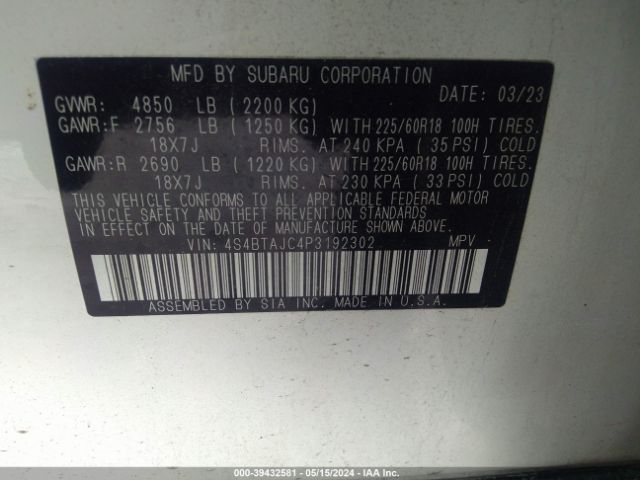 MFD BY SUBARU CORPORATION
DATE: 03/23
GVWR: 4850 LB (2200 KG)
GAWR:F 2756 LB (1250 KG) WITH 225/60R18 100H TIRES.
18X7J RIMS. AT 240 KPA (35 PSI) COLD
GAWR:R 2690 LB (1220 KG) WITH 225/60R18 100H TIRES.
18X7J RIMS. AT 230 KPA (33 PSI) COLD
THIS VEHICLE CONFORMS TO ALL APPLICABLE FEDERAL MOTOR
VEHICLE SAFETY AND THEFT PREVENTION STANDARDS
IN EFFECT ON THE DATE OF MANUFACTURE SHOWN ABOVE.
VIN: 4S4BTAJC4P3192302 MPV
ASSEMBLED BY SIA INC. MADE IN U.S.A.
000-39432581 - 05/15/2024 - IAA Inc.